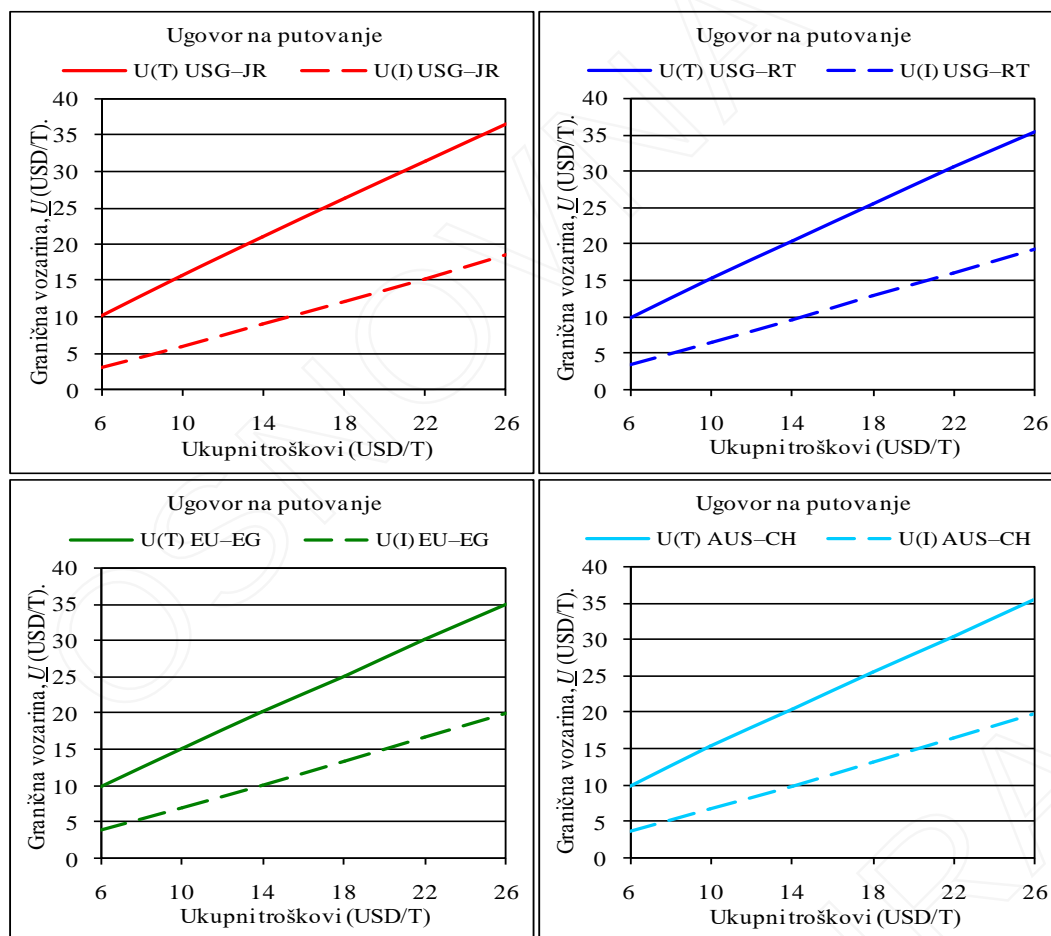 Ugovor na putovanje
U(T) USG–JR U(I) USG–JR
Granična vozarina, U (USD/T).
40
35
30
25
20
15
10
5
0
6 10 14 18 22 26
Ukupni troškovi (USD/T)
Ugovor na putovanje
U(T) USG–RT U(I) USG–RT
Granična vozarina, U (USD/T).
40
35
30
25
20
15
10
5
0
6 10 14 18 22 26
Ukupni troškovi (USD/T)
Ugovor na putovanje
U(T) EU–EG U(I) EU–EG
Granična vozarina, U (USD/T).
40
35
30
25
20
15
10
5
0
6 10 14 18 22 26
Ukupni troškovi (USD/T)
Ugovor na putovanje
U(T) AUS–CH U(I) AUS–CH
Granična vozarina, U (USD/T).
40
35
30
25
20
15
10
5
0
6 10 14 18 22 26
Ukupni troškovi (USD/T)
OSNOVNA